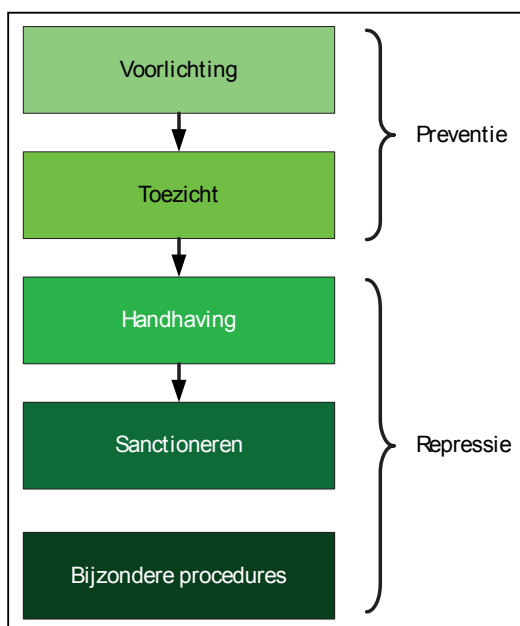 Voorlichting
Toezicht
Preventie
Handhaving
Sanctioneren
Repressie
Bijzondere procedures